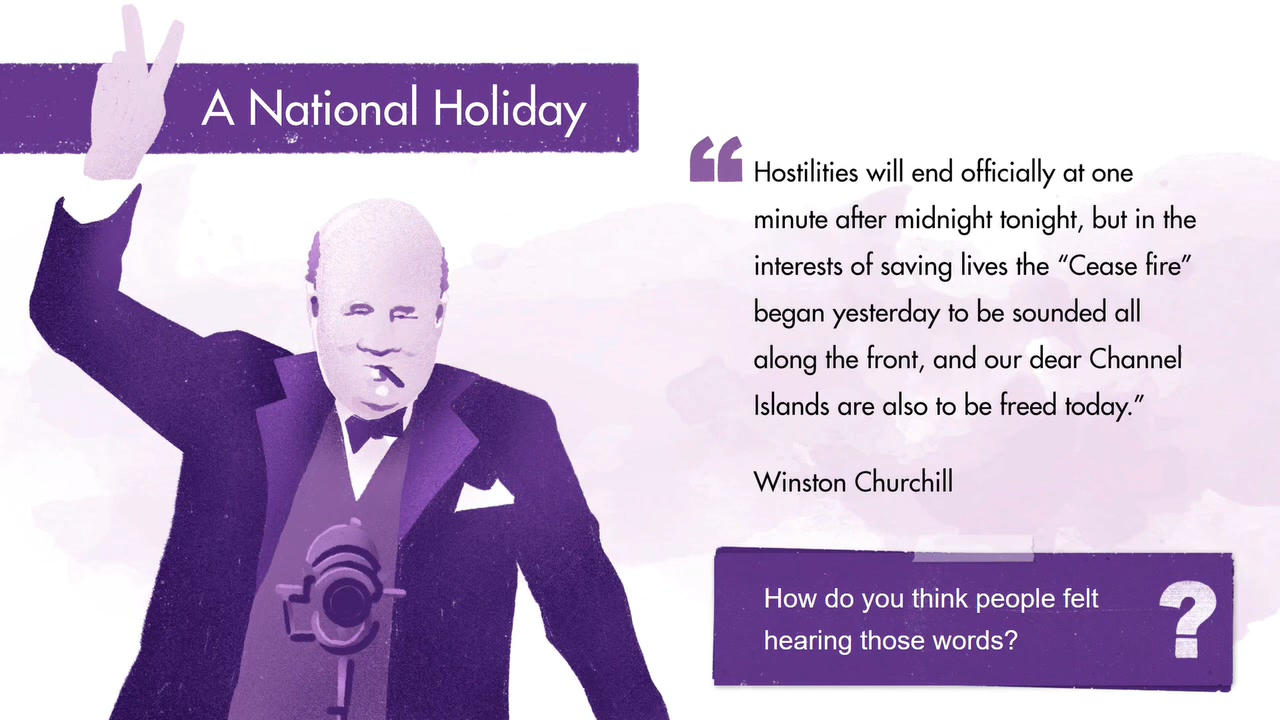 A National Holiday
“Hostilities will end officially at one
minute after midnight tonight, but in the
interests of saving lives the “Cease fire”
began yesterday to be sounded all
along the front, and our dear Channel
Islands are also to be freed today.”
Winston Churchill
How do you think people felt
hearing those words?
?